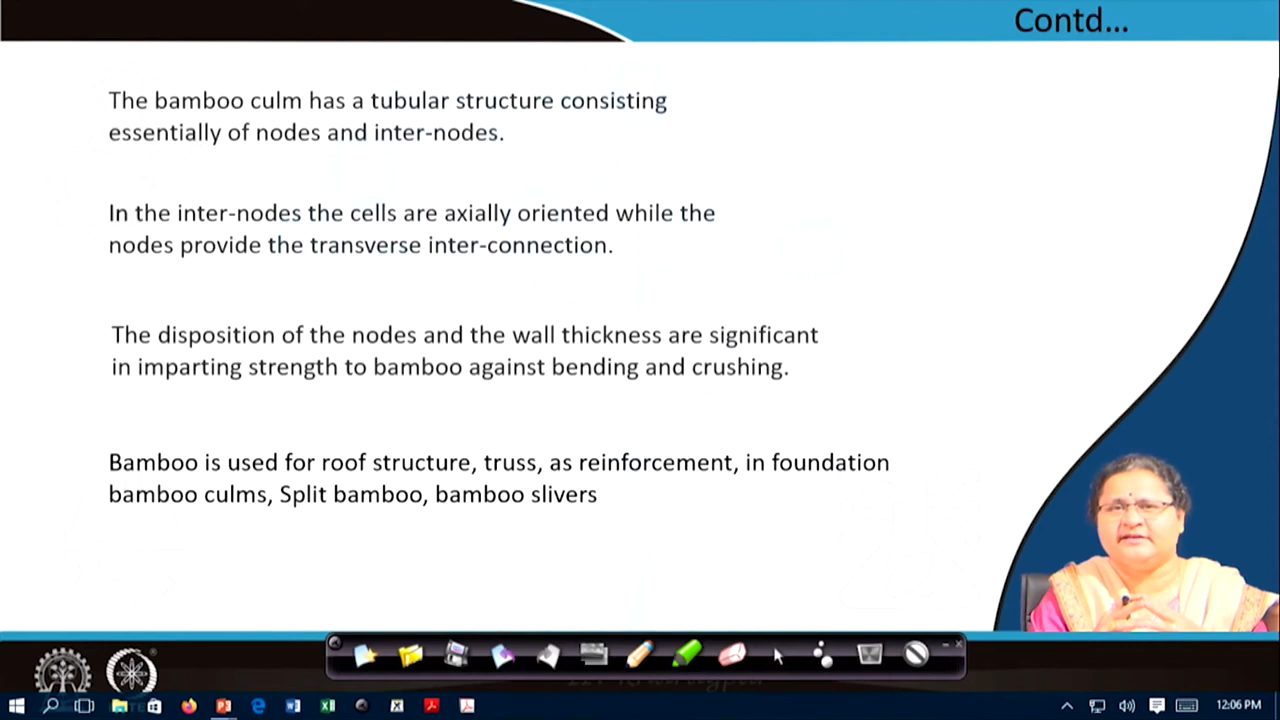 Contd...
The bamboo culm has a tubular structure consisting
essentially of nodes and inter-nodes.
In the inter-nodes the cells are axially oriented while the
nodes provide the transverse inter-connection.
The disposition of the nodes and the wall thickness are significant
in imparting strength to bamboo against bending and crushing.
Bamboo is used for roof structure, truss, as reinforcement, in foundation
bamboo culms, Split bamboo, bamboo slivers
12:06 PM